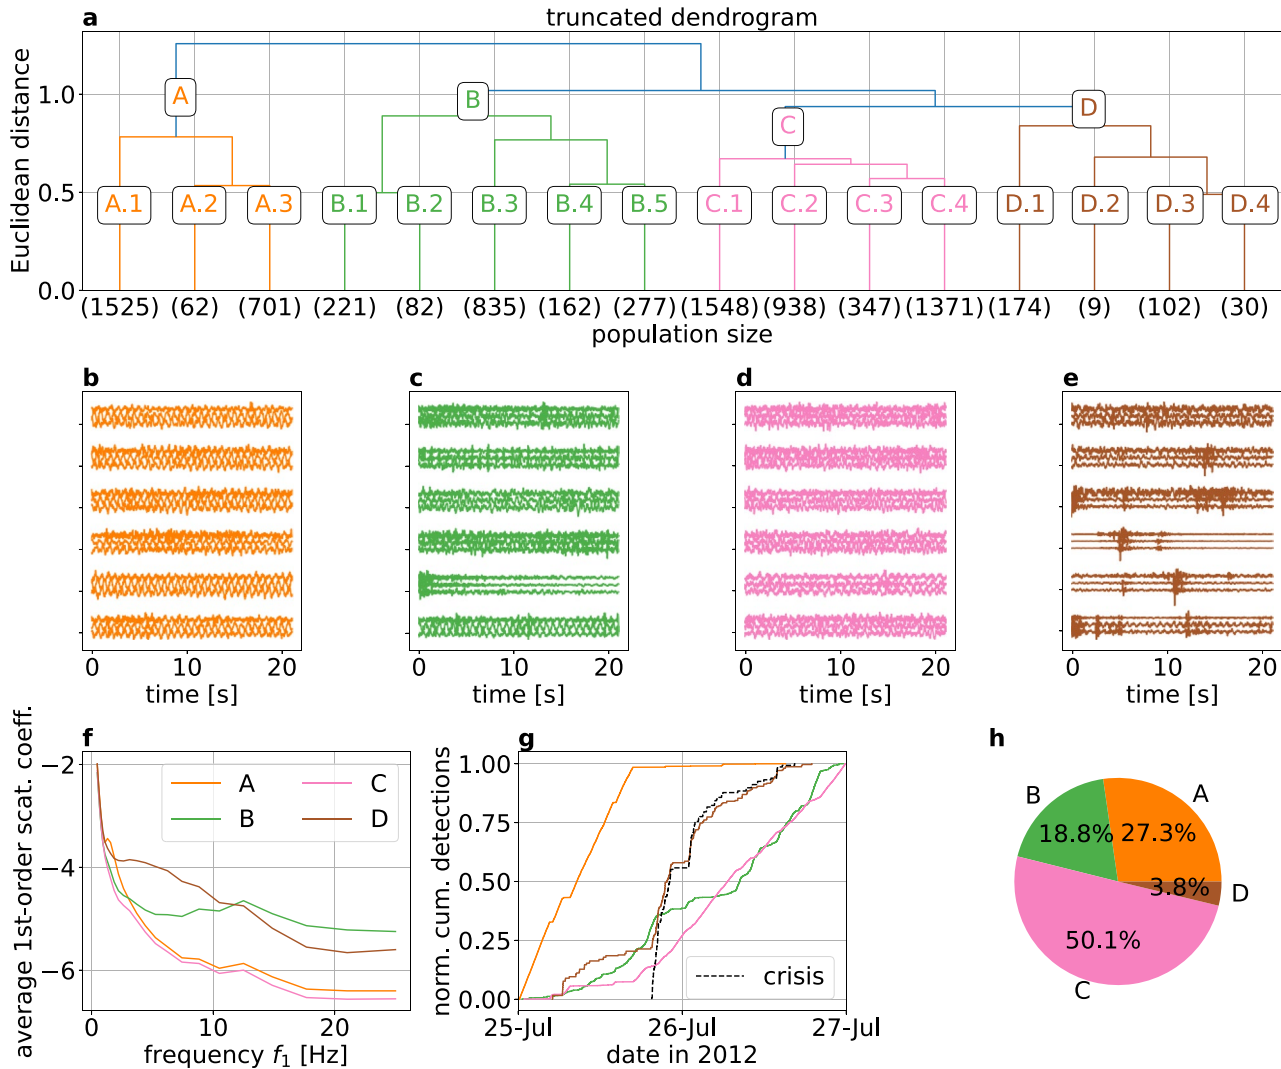 a
truncated dendrogram
Euclidean distance
1.0
0.5
0.0
A
B
C
D
A.1 A.2 A.3 B.1 B.2 B.3 B.4 B.5 C.1 C.2 C.3 C.4 D.1 D.2 D.3 D.4
(1525) (62) (701) (221) (82) (835) (162) (277) (1548) (938) (347) (1371) (174) (9) (102) (30)
population size
b
0 10 20
time [s]
c
0 10 20
time [s]
d
0 10 20
time [s]
e
0 10 20
time [s]
f
average 1st-order scat. coeff.
−2
−4
−6
A C
B D
0 10 20
frequency f1 [Hz]
g
norm. cum. detections
1.00
0.75
0.50
0.25
0.00
crisis
25-Jul 26-Jul 27-Jul
date in 2012
h
B A
18.8% 27.3%
3.8% D
50.1%
C